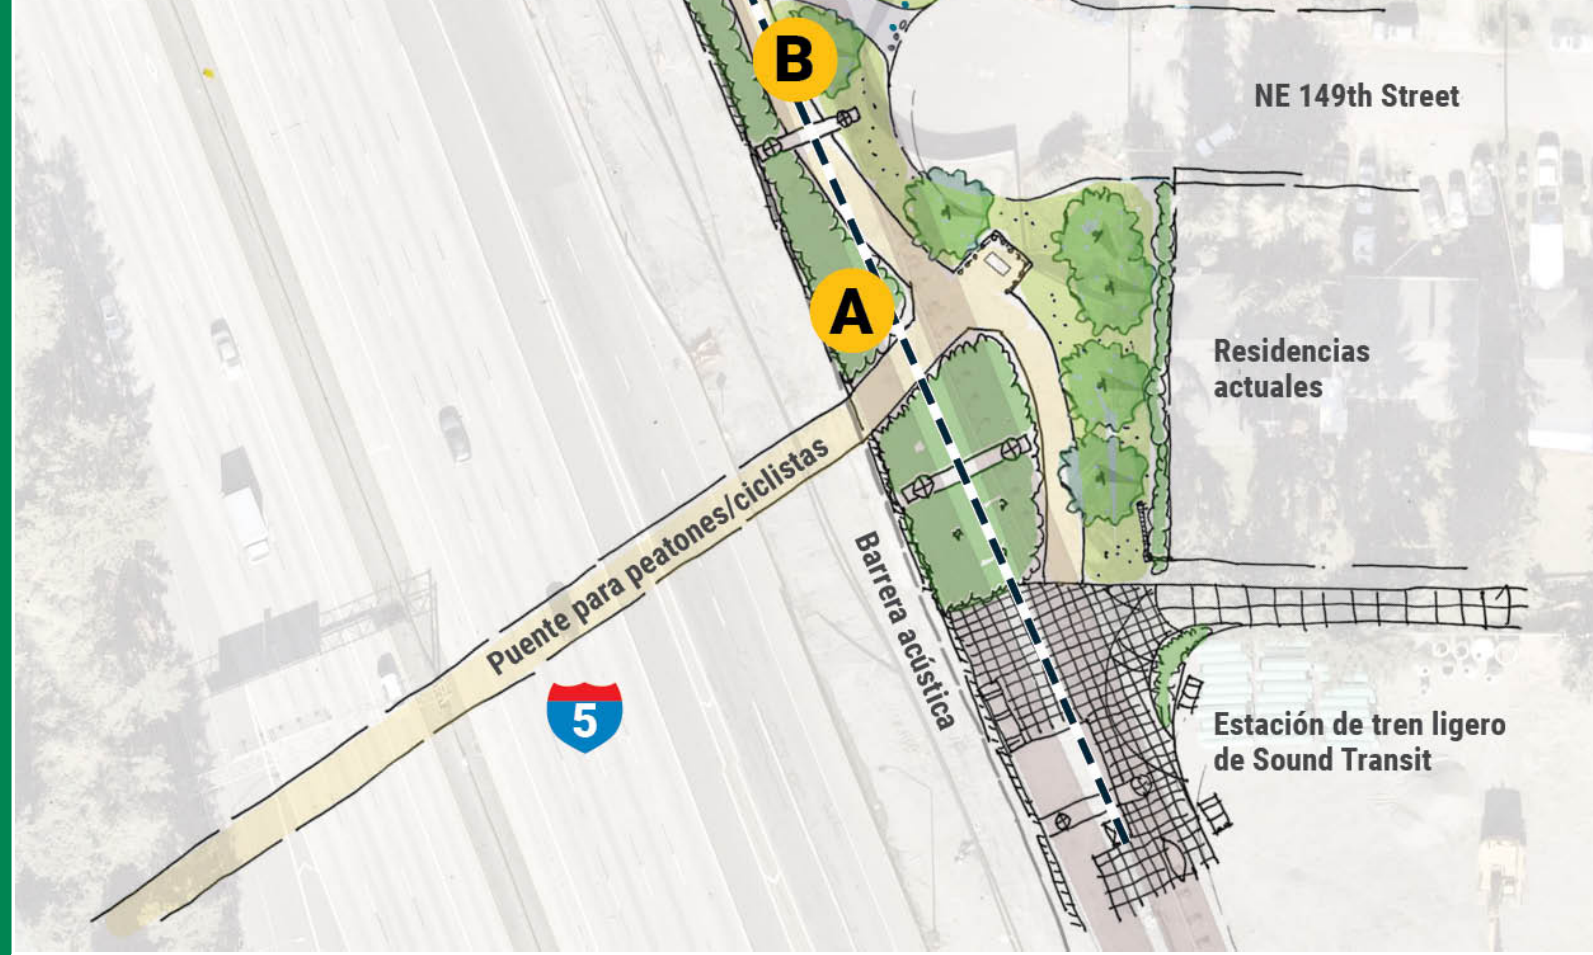 B
NE 149th Street
A
Residencias
actuales
Puente para peatones/ciclistas
Barrera acústica
5
Estación de tren ligero
de Sound Transit